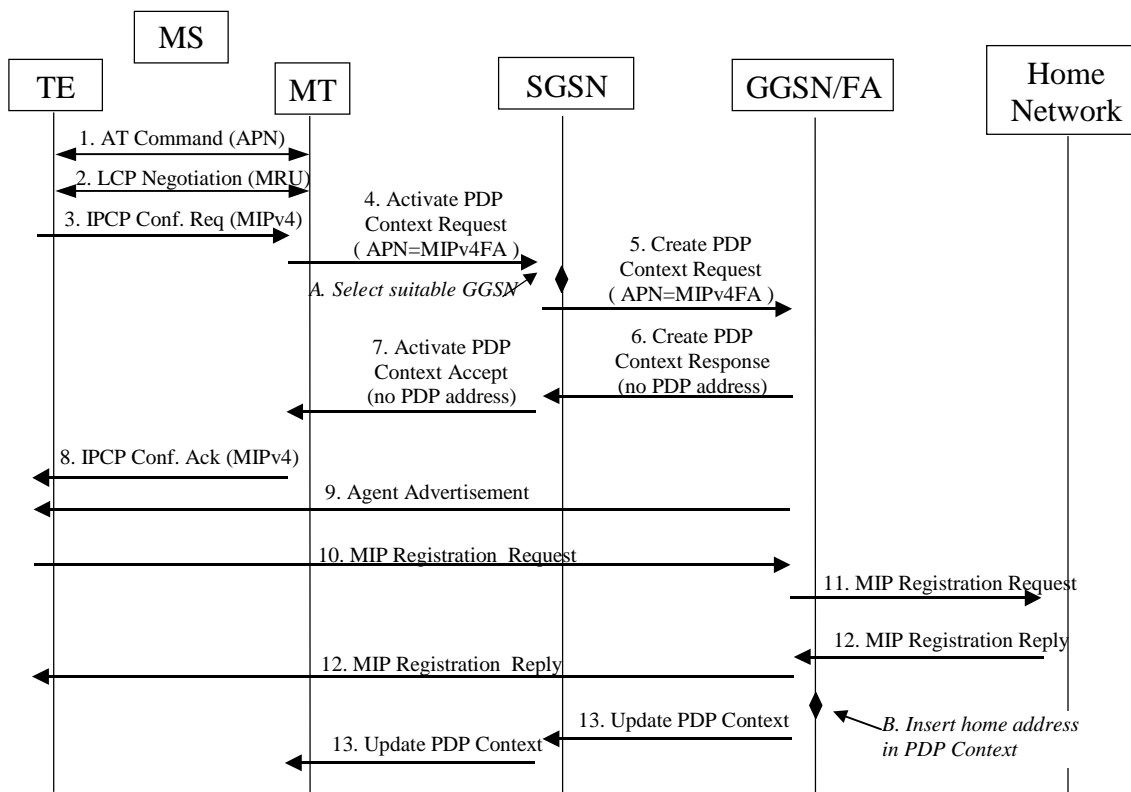 MS
TE
MT
SGSN
GGSN/FA
Home
Network
1. AT Command (APN)
2. LCP Negotiation (MRU)
3. IPCP Conf. Req (MIPv4)
4. Activate PDP
Context Request
( APN=MIPv4FA )
A. Select suitable GGSN
5. Create PDP
Context Request
( APN=MIPv4FA )
6. Create PDP
Context Response
(no PDP address)
7. Activate PDP
Context Accept
(no PDP address)
8. IPCP Conf. Ack (MIPv4)
9. Agent Advertisement
10. MIP Registration Request
11. MIP Registration Request
12. MIP Registration Reply
12. MIP Registration Reply
B. Insert home address
in PDP Context
13. Update PDP Context
13. Update PDP Context